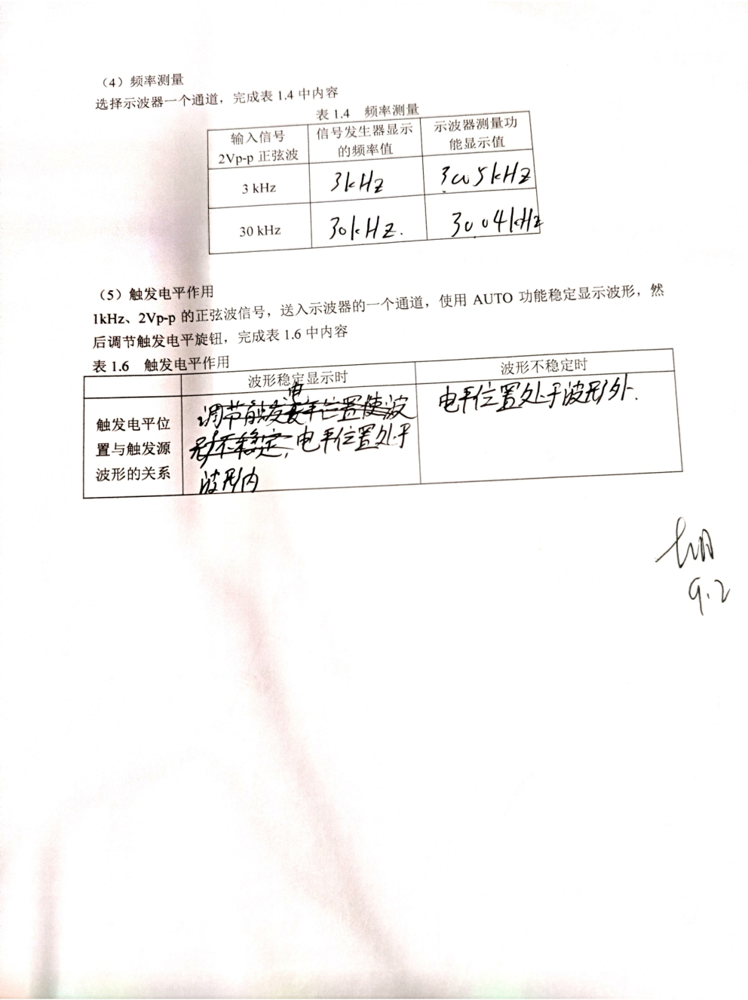 （4）频率测量
选择示波器一个通道，完成表 1.4 中内容
表 1.4 频率测量
输入信号 2Vp-p 正弦波 信号发生器显示的频率值 示波器测量功能显示值
3 kHz 3kHz 3.005kHz
30 kHz 30kHz. 30.04kHz
（5）触发电平作用
1kHz、2Vp-p 的正弦波信号，送入示波器的一个通道，使用 AUTO 功能稳定显示波形，然
后调节触发电平旋钮，完成表 1.6 中内容
表 1.6 触发电平作用
波形稳定显示时 波形不稳定时
触发电平位
置与触发源
波形的关系
调节触发电平位置使波
形不稳定，电平位置处于
波形内
电平位置处于波形外.
9.2